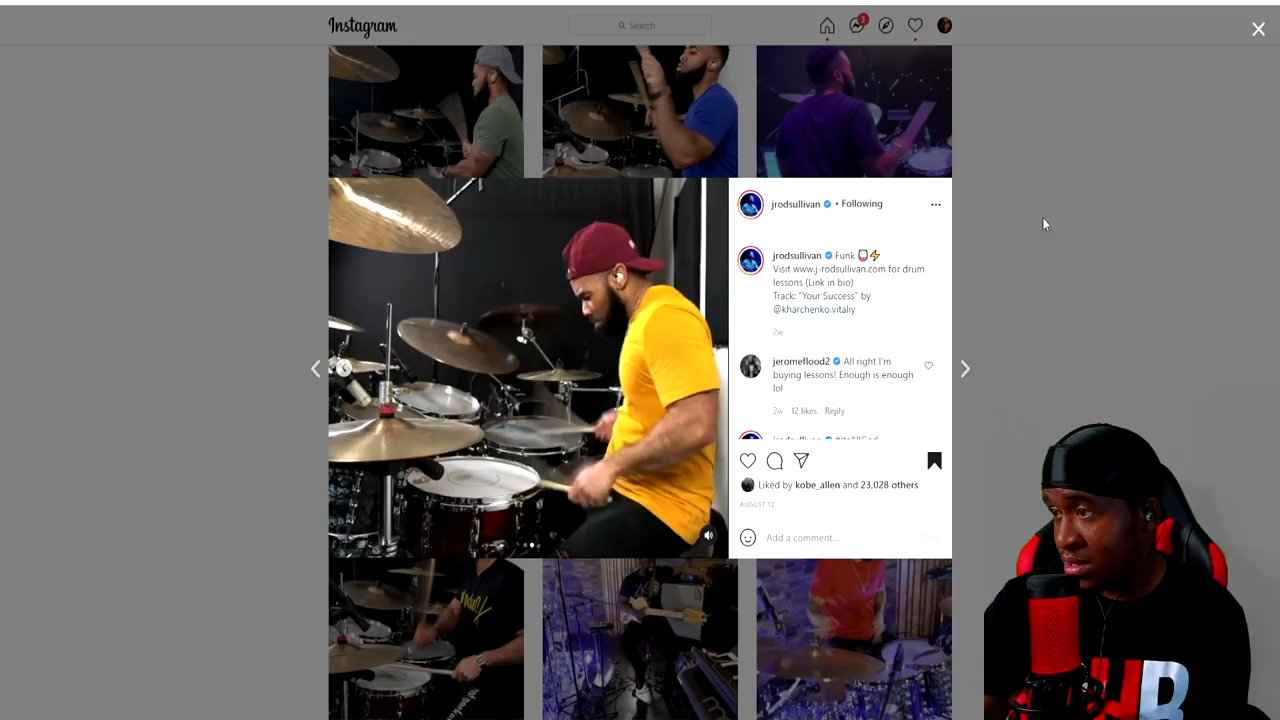 Instagram
Search
3
jrodsullivan • Following
jrodsullivan Funk
Visit www.j-rodsullivan.com for drum
lessons (Link in bio)
Track: "Your Success" by
@kharchenko.vitaliy
2w
jeromeflood2 All right I'm
buying lessons! Enough is enough
lol
2w 12 likes Reply
Liked by kobe_allen and 23,028 others
AUGUST 12
Add a comment...
Post